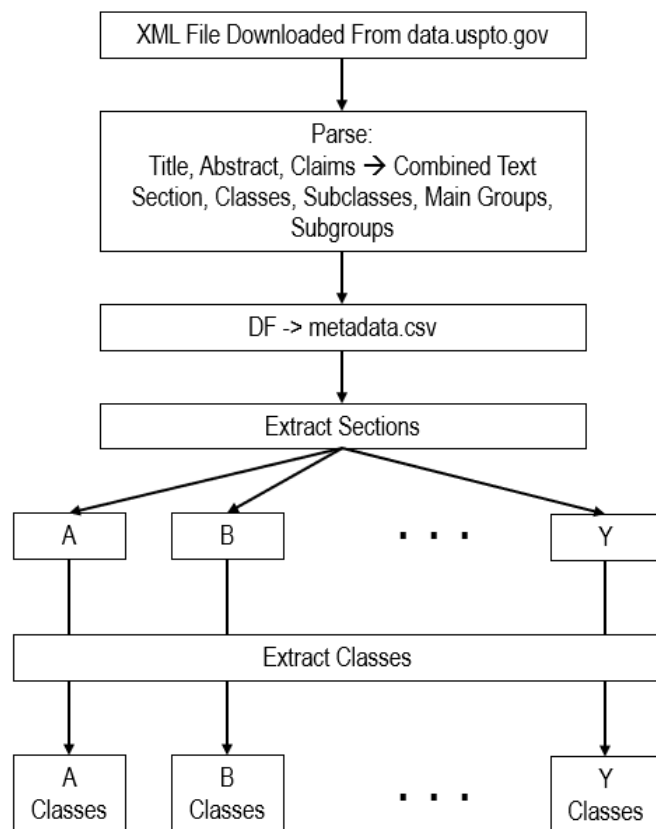 XML File Downloaded From data.uspto.gov
Parse:
Title, Abstract, Claims → Combined Text
Section, Classes, Subclasses, Main Groups,
Subgroups
DF -> metadata.csv
Extract Sections
A B . . . Y
Extract Classes
A B . . . Y
Classes Classes Classes